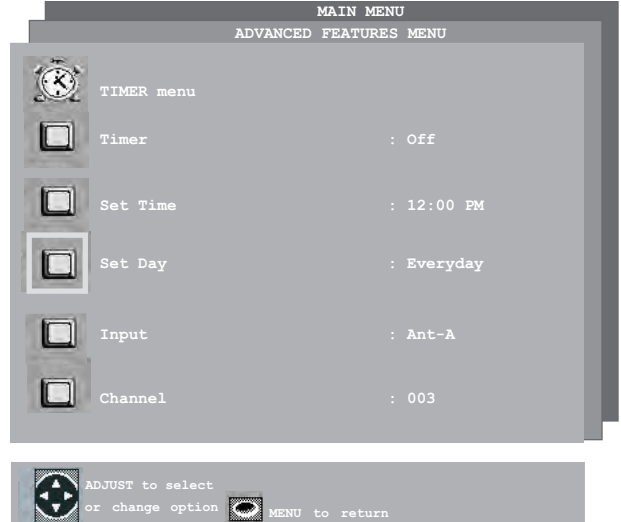 MAIN MENU
ADVANCED FEATURES MENU
TIMER menu
Timer : Off
Set Time : 12:00 PM
Set Day : Everyday
Input : Ant-A
Channel : 003
ADJUST to select
or change option MENU to return